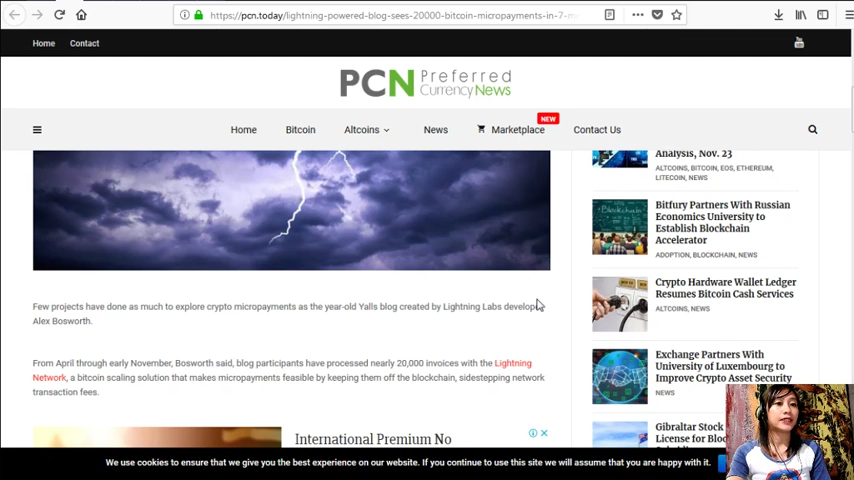 https://pcn.today/lightning-powered-blog-sees-20000-bitcoin-micropayments-in-7-m
Home Contact
PCN Preferred
Currency News
NEW
Home Bitcoin Altcoins News Marketplace Contact Us
Few projects have done as much to explore crypto micropayments as the year-old Yalls blog created by Lightning Labs
Alex Bosworth.
From April through early November, Bosworth said, blog participants have processed nearly 20,000 invoices with the Lightning
Network, a bitcoin scaling solution that makes micropayments feasible by keeping them off the blockchain, sidestepping network
transaction fees.
International Premium No
Analysis, Nov. 23
ALTCOINS, BITCOIN, EOS, ETHEREUM,
LITECOIN, NEWS
Bitfury Partners With Russian
Economics University to
Establish Blockchain
Accelerator
ADOPTION, BLOCKCHAIN, NEWS
Crypto Hardware Wallet Ledger
Resumes Bitcoin Cash Services
ALTCOINS, NEWS
Exchange Partners With
University of Luxembourg to
Improve Crypto Asset Security
NEWS
Gibraltar Stock
License for
We use cookies to ensure that we give you the best experience on our website. If you continue to use this site we will assume that you are happy with it.